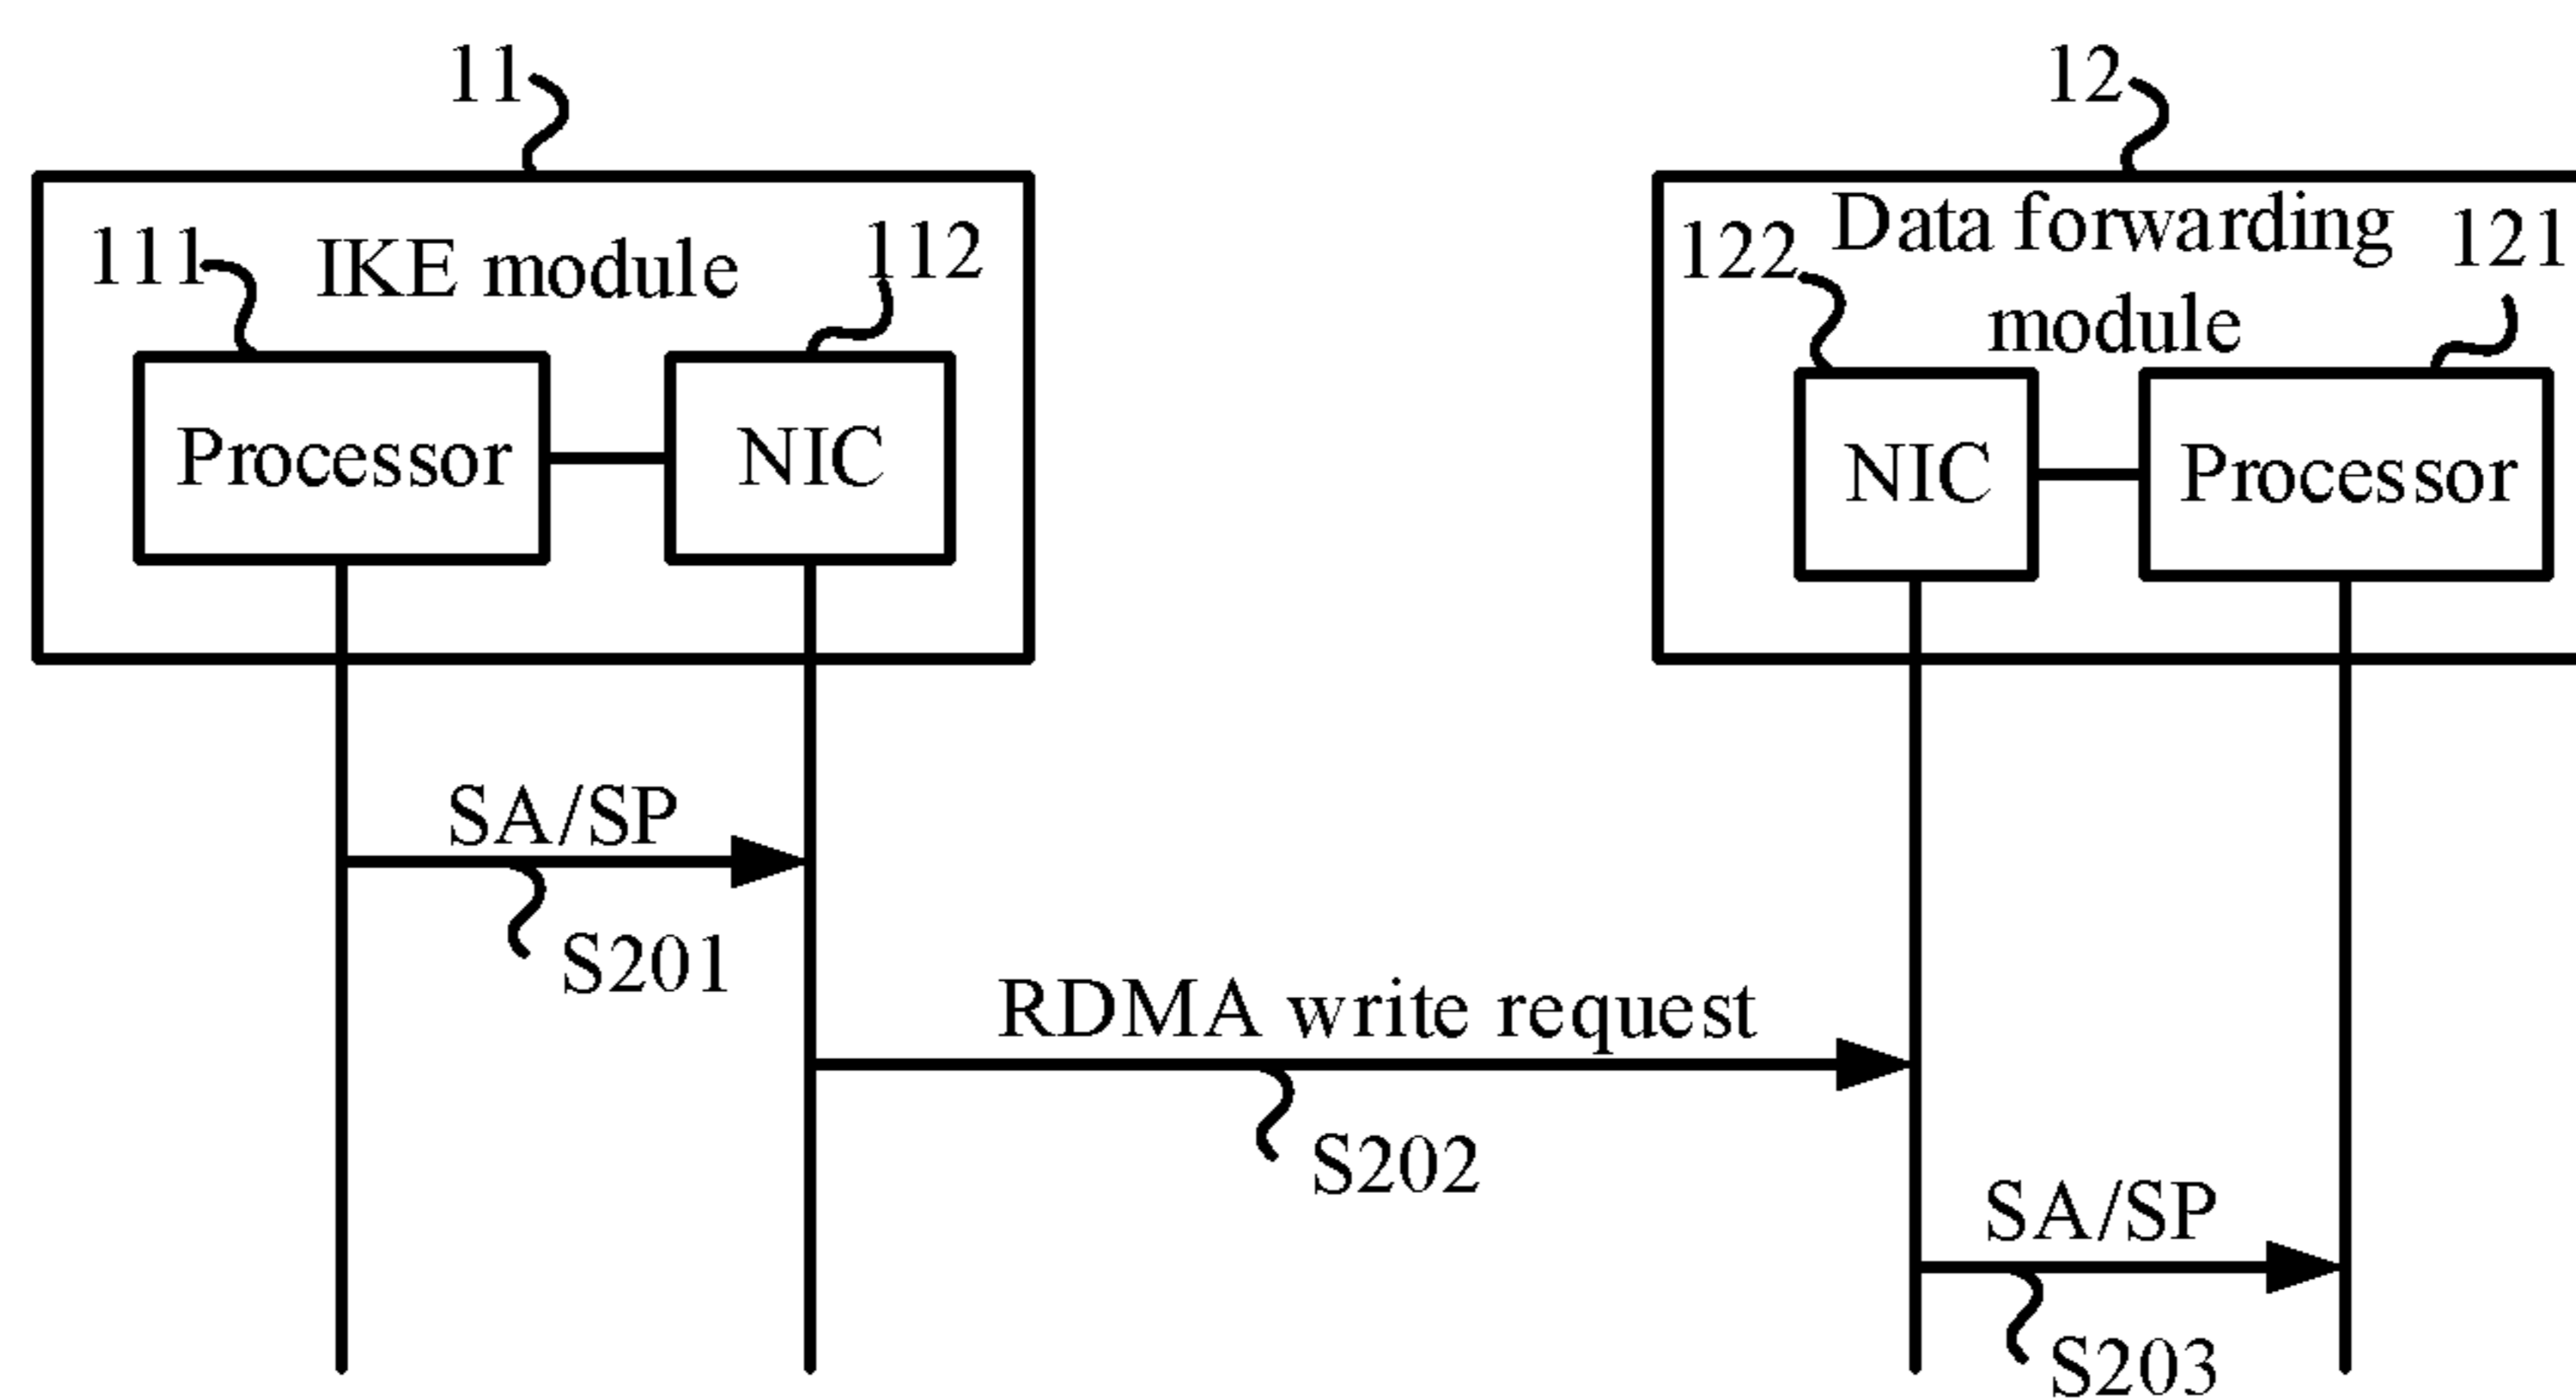 11
12
111
IKE module
112
122
Data forwarding
module
121
Processor
NIC
NIC
Processor
SA/SP
S201
RDMA write request
S202
SA/SP
S203